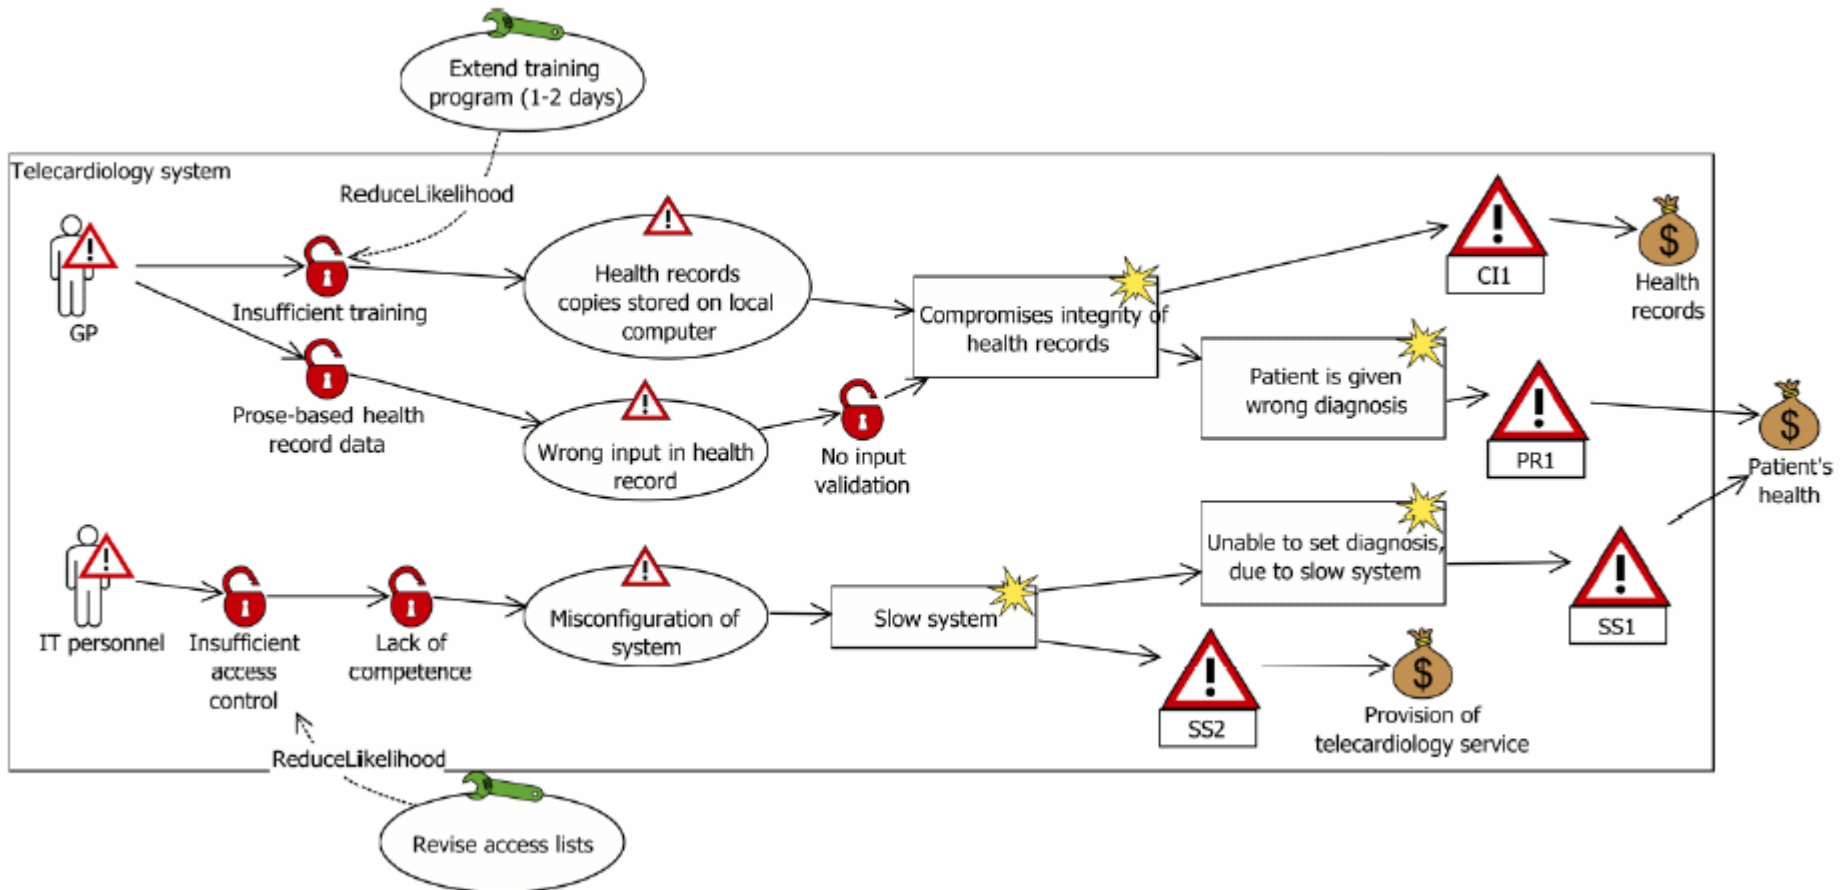 Extend training
program (1-2 days)
Telecardiology system
ReduceLikelihood
GP
Insufficient training
Health records
copies stored on local
computer
Compromises integrity of
health records
CI1
Health
records
Prose-based health
record data
Wrong input in health
record
No input
validation
Patient is given
wrong diagnosis
PR1
Patient's
health
IT personnel
Insufficient
access
control
Lack of
competence
Misconfiguration of
system
Slow system
Unable to set diagnosis,
due to slow system
SS1
SS2
Provision of
telecardiology service
ReduceLikelihood
Revise access lists